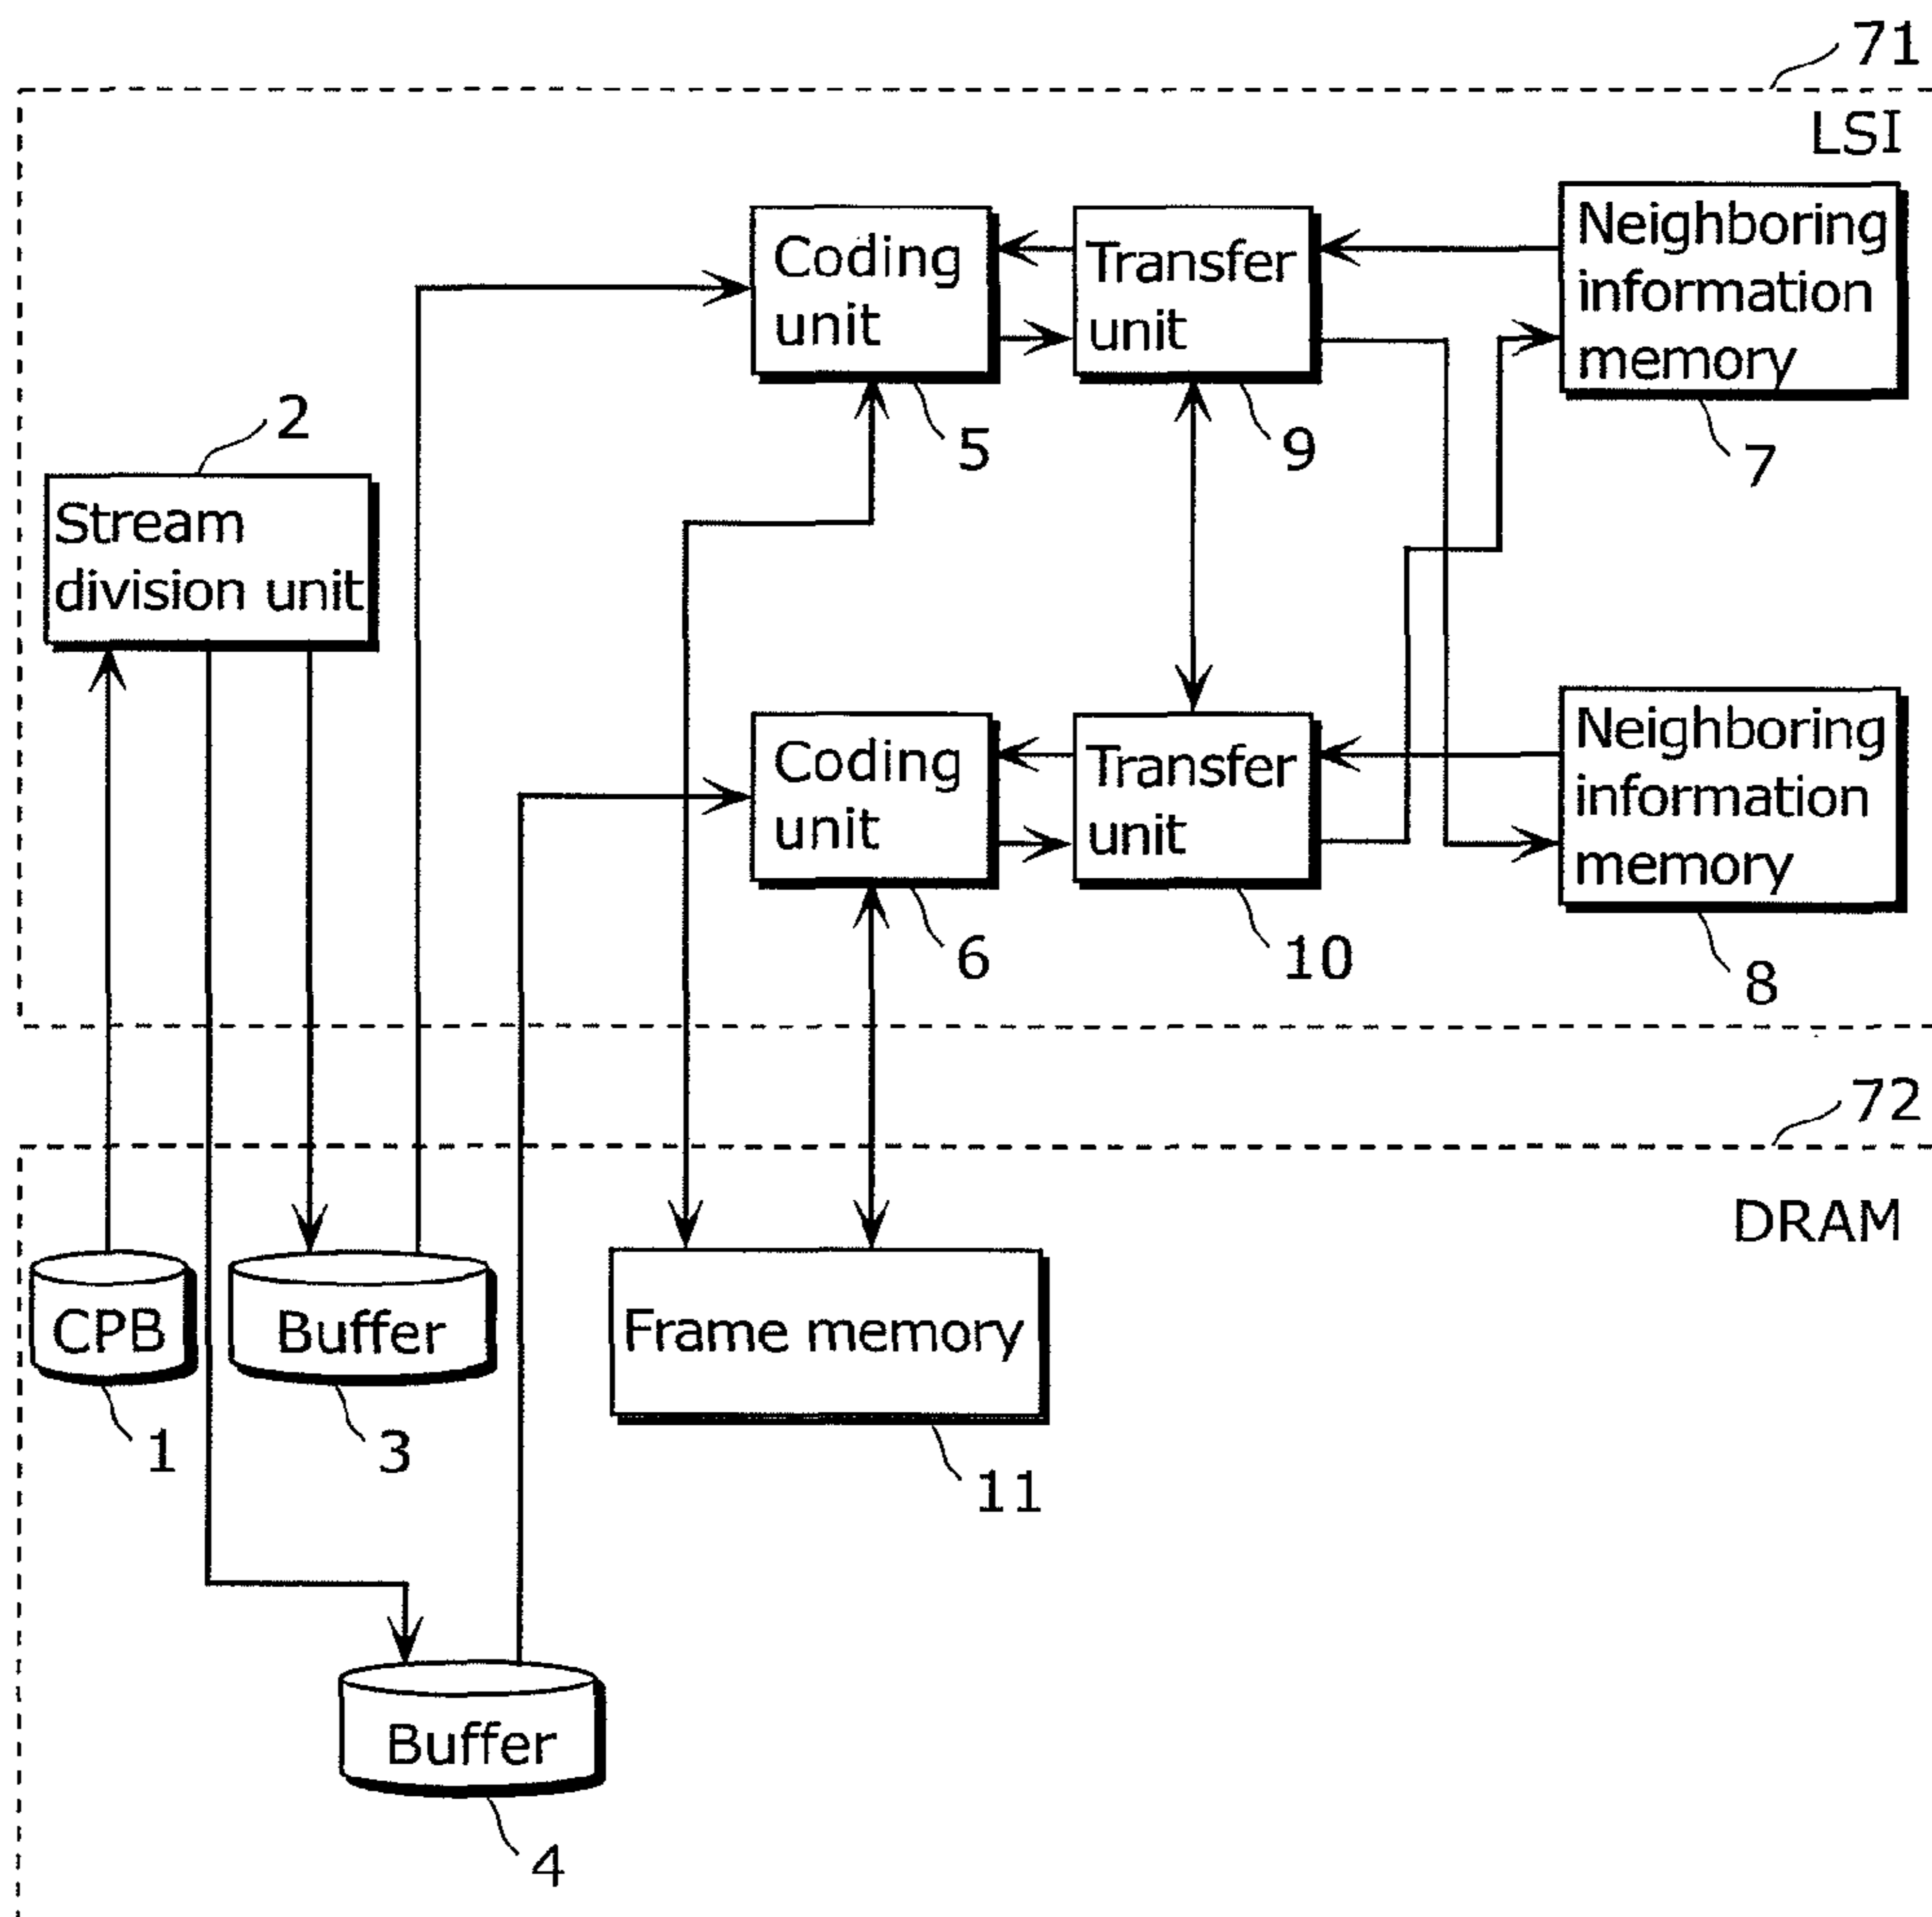 71
LSI
Coding
unit
5
Transfer
unit
9
Neighboring
information
memory
7
2
Stream
division unit
Coding
unit
6
Transfer
unit
10
Neighboring
information
memory
8
72
DRAM
CPB
1
Buffer
3
Frame memory
11
Buffer
4